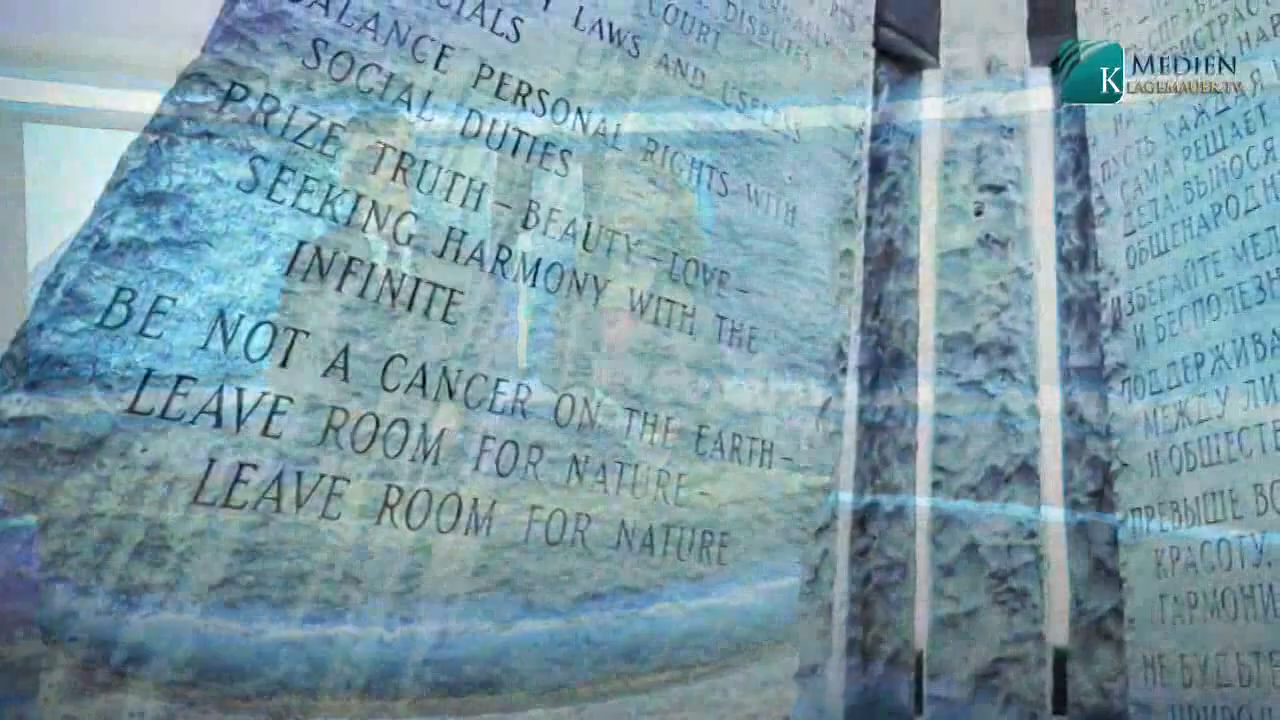 LAWS AND USELESS
BALANCE PERSONAL RIGHTS WITH
SOCIAL DUTIES
PRIZE TRUTH – BEAUTY – LOVE –
SEEKING HARMONY WITH THE
INFINITE
BE NOT A CANCER ON THE EARTH –
LEAVE ROOM FOR NATURE –
LEAVE ROOM FOR NATURE
K MEDIEN
KLAGEMAUER.TV
ПУСТЬ КАЖДАЯ
САМА РЕШАЕТ
ДЕЛА, ВЫНОСЯ
ОБЩЕНАРОДН
ИЗБЕГАЙТЕ МЕЛ
И БЕСПОЛЕЗН
ПОДДЕРЖИВА
МЕЖДУ ЛИ
И ОБЩЕСТВ
ПРЕВЫШЕ ВС
КРАСОТУ,
ГАРМОНИ
НЕ БУДЬТЕ